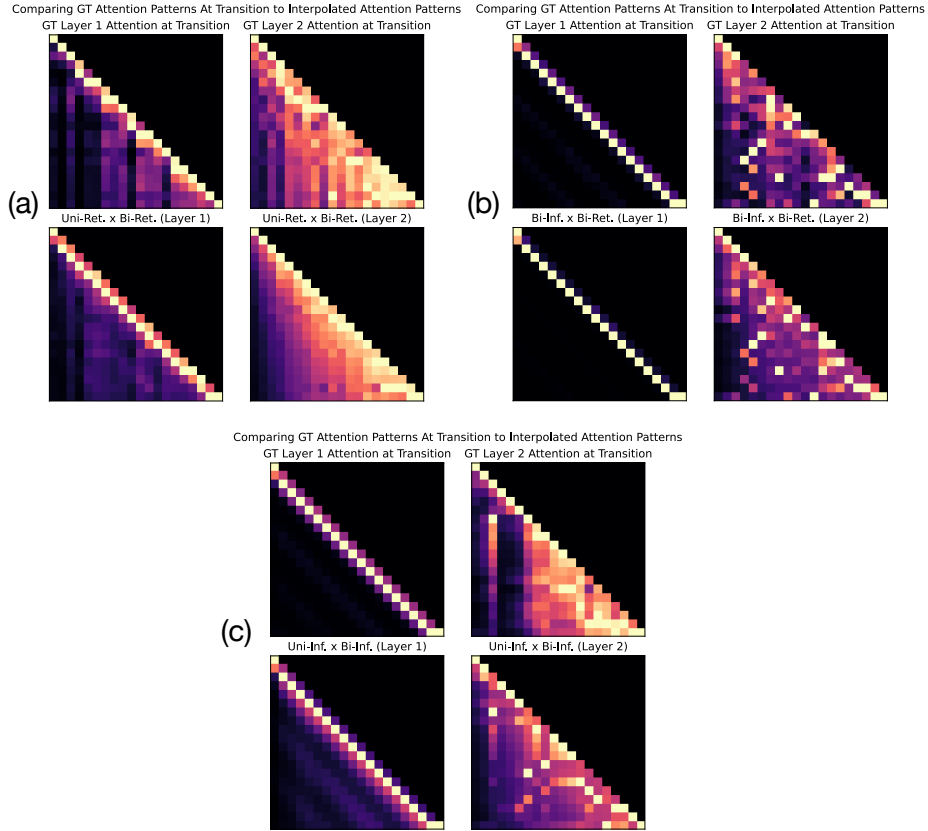 Comparing GT Attention Patterns At Transition to Interpolated Attention Patterns
GT Layer 1 Attention at Transition GT Layer 2 Attention at Transition
(a)
Uni-Ret. x Bi-Ret. (Layer 1) Uni-Ret. x Bi-Ret. (Layer 2)
Comparing GT Attention Patterns At Transition to Interpolated Attention Patterns
GT Layer 1 Attention at Transition GT Layer 2 Attention at Transition
(b)
Bi-Inf. x Bi-Ret. (Layer 1) Bi-Inf. x Bi-Ret. (Layer 2)
Comparing GT Attention Patterns At Transition to Interpolated Attention Patterns
GT Layer 1 Attention at Transition GT Layer 2 Attention at Transition
(c)
Uni-Inf. x Bi-Inf. (Layer 1) Uni-Inf. x Bi-Inf. (Layer 2)